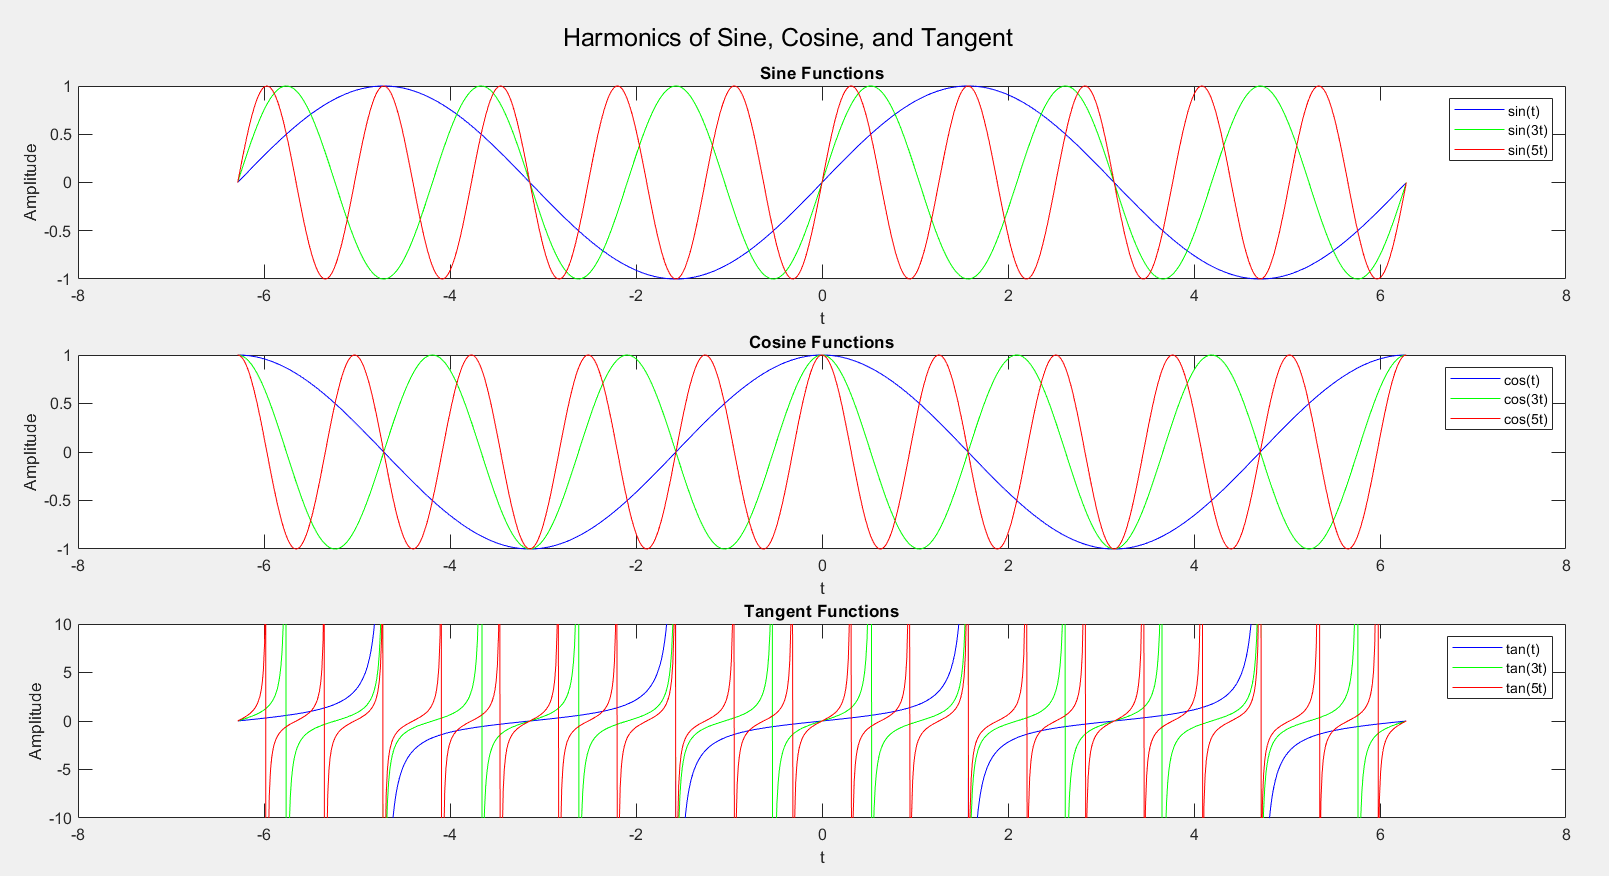 Harmonics of Sine, Cosine, and Tangent
Sine Functions
1
0.5
0
-0.5
-1
Amplitude
-8 -6 -4 -2 0 2 4 6 8
t
sin(t)
sin(3t)
sin(5t)
Cosine Functions
1
0.5
0
-0.5
-1
Amplitude
-8 -6 -4 -2 0 2 4 6 8
t
cos(t)
cos(3t)
cos(5t)
Tangent Functions
10
5
0
-5
-10
Amplitude
-8 -6 -4 -2 0 2 4 6 8
t
tan(t)
tan(3t)
tan(5t)